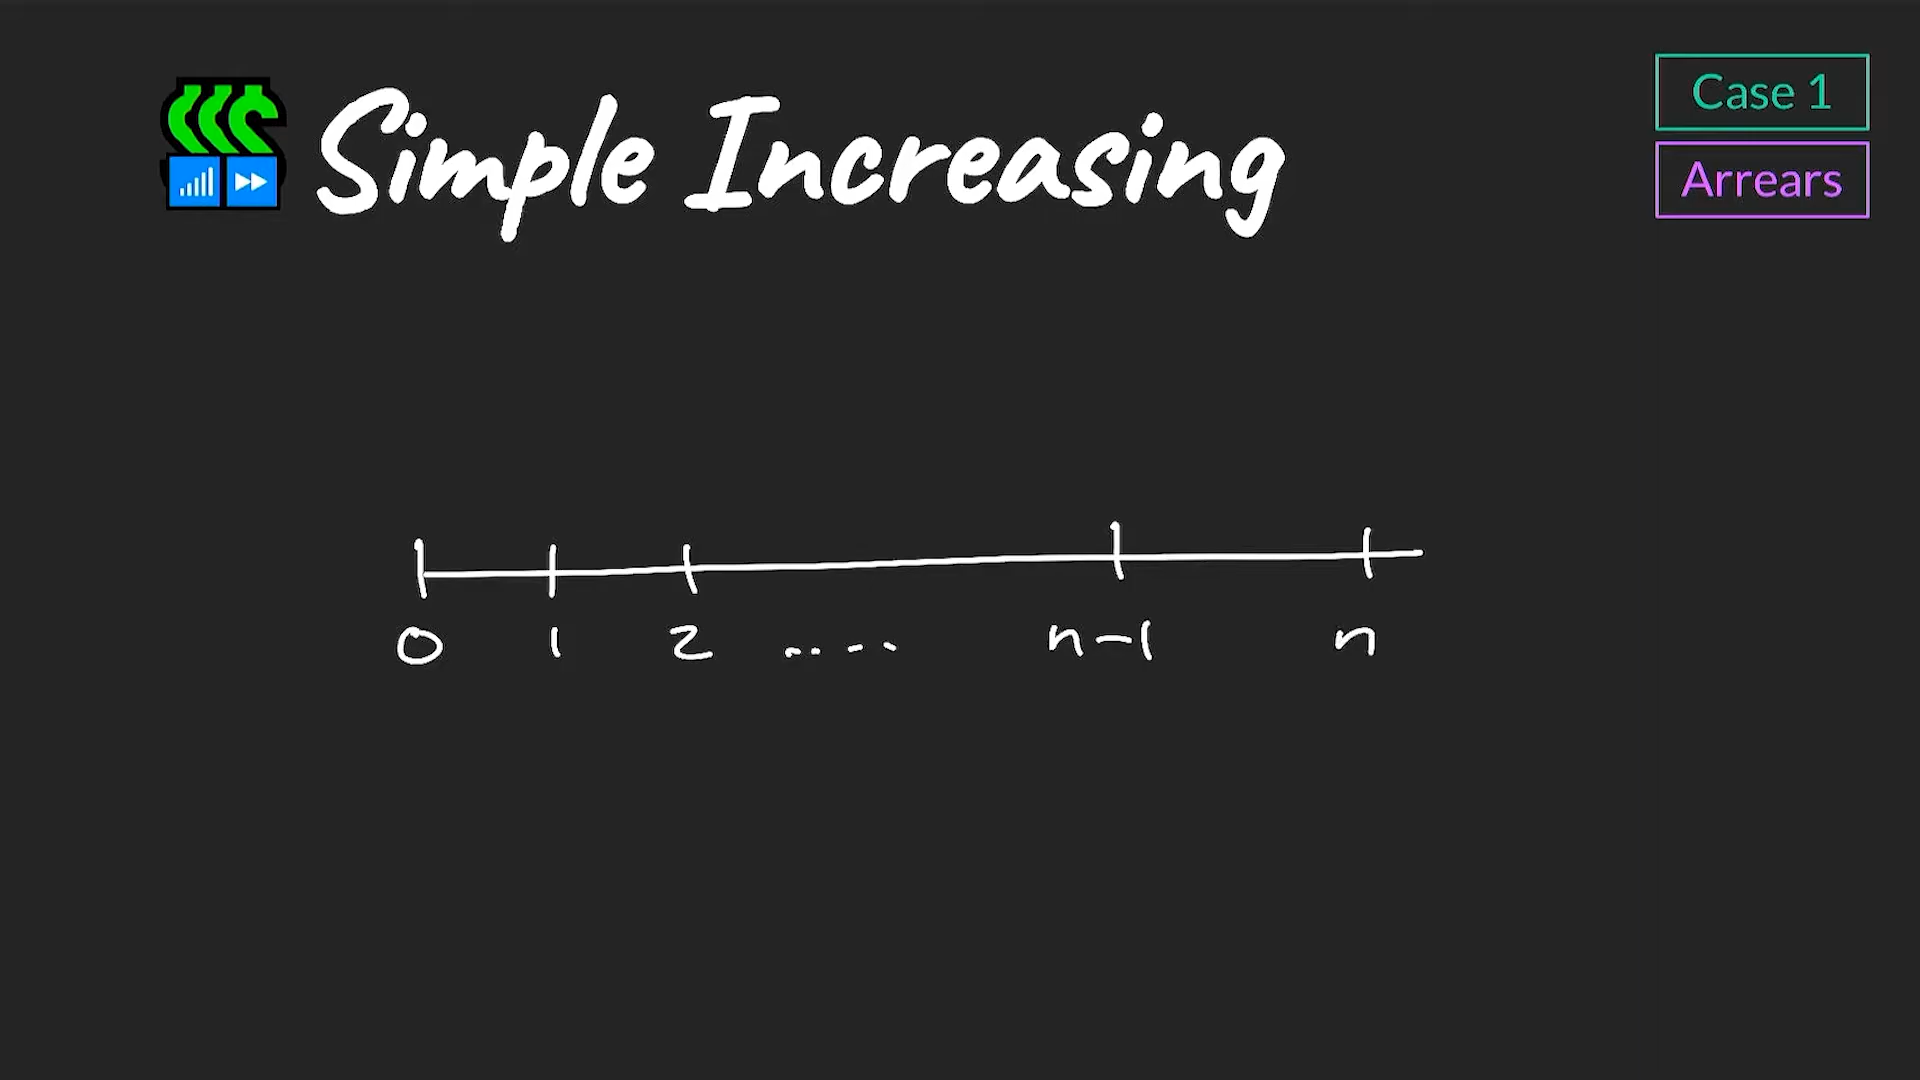 Simple Increasing
Case 1
Arrears
0 1 2 ..... n-1 n